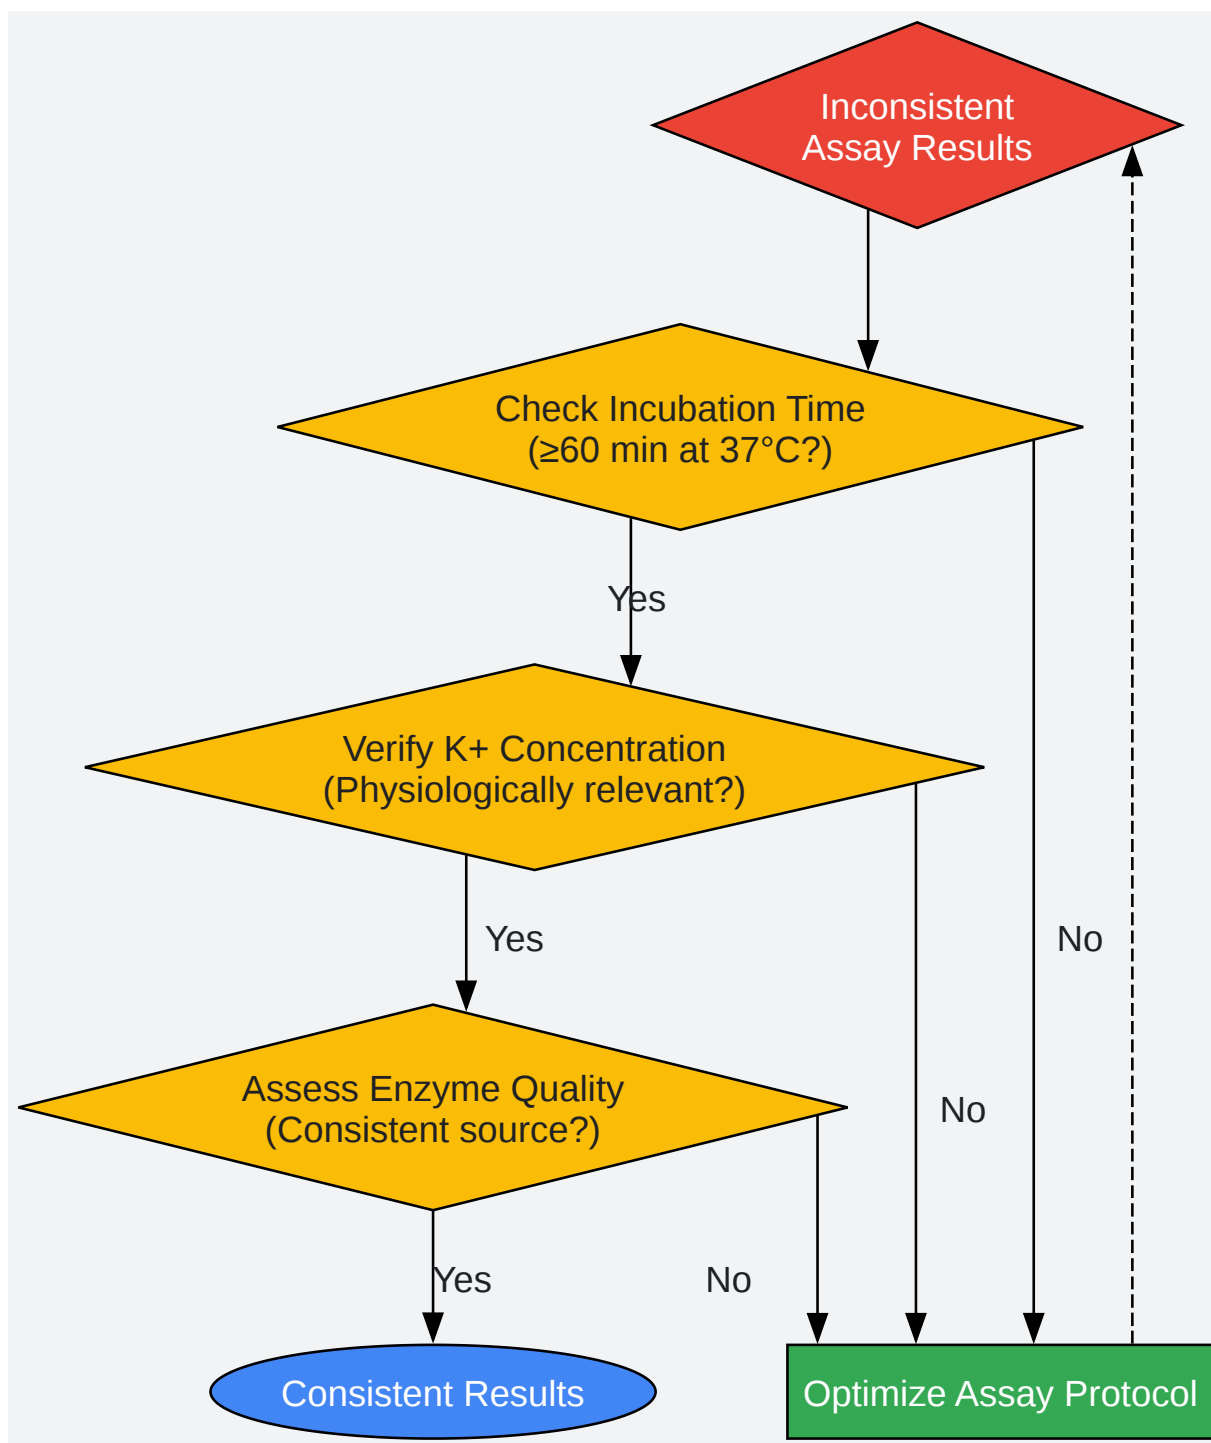 Inconsistent
Assay Results
Check Incubation Time
(≥60 min at 37°C?)
Yes
Verify K+ Concentration
(Physiologically relevant?)
Yes
No
Assess Enzyme Quality
(Consistent source?)
No
Yes
No
Consistent Results
Optimize Assay Protocol